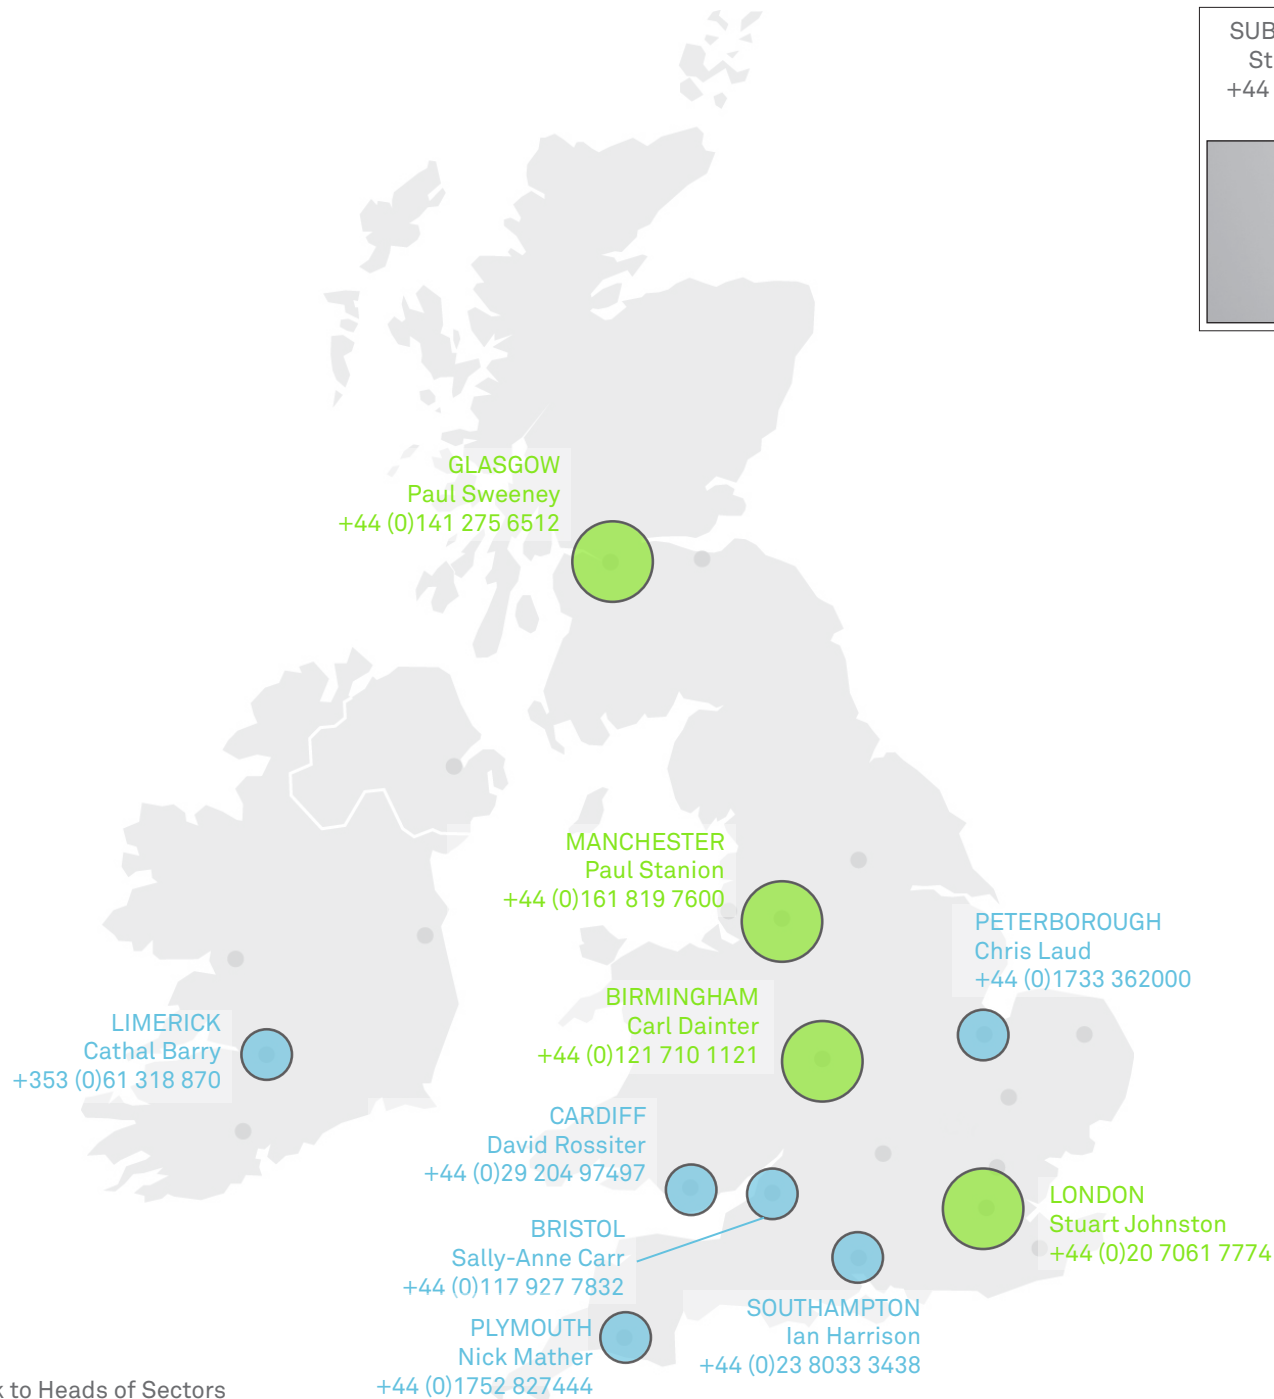 SUB
St
+44
GLASGOW
Paul Sweeney
+44 (0)141 275 6512
MANCHESTER
Paul Stanion
+44 (0)161 819 7600
PETERBOROUGH
Chris Laud
+44 (0)1733 362000
BIRMINGHAM
Carl Dainter
+44 (0)121 710 1121
LIMERICK
Cathal Barry
+353 (0)61 318 870
CARDIFF
David Rossiter
+44 (0)29 204 97497
LONDON
Stuart Johnston
+44 (0)20 7061 7774
BRISTOL
Sally-Anne Carr
+44 (0)117 927 7832
SOUTHAMPTON
Ian Harrison
+44 (0)23 8033 3438
PLYMOUTH
Nick Mather
+44 (0)1752 827444
k to Heads of Sectors